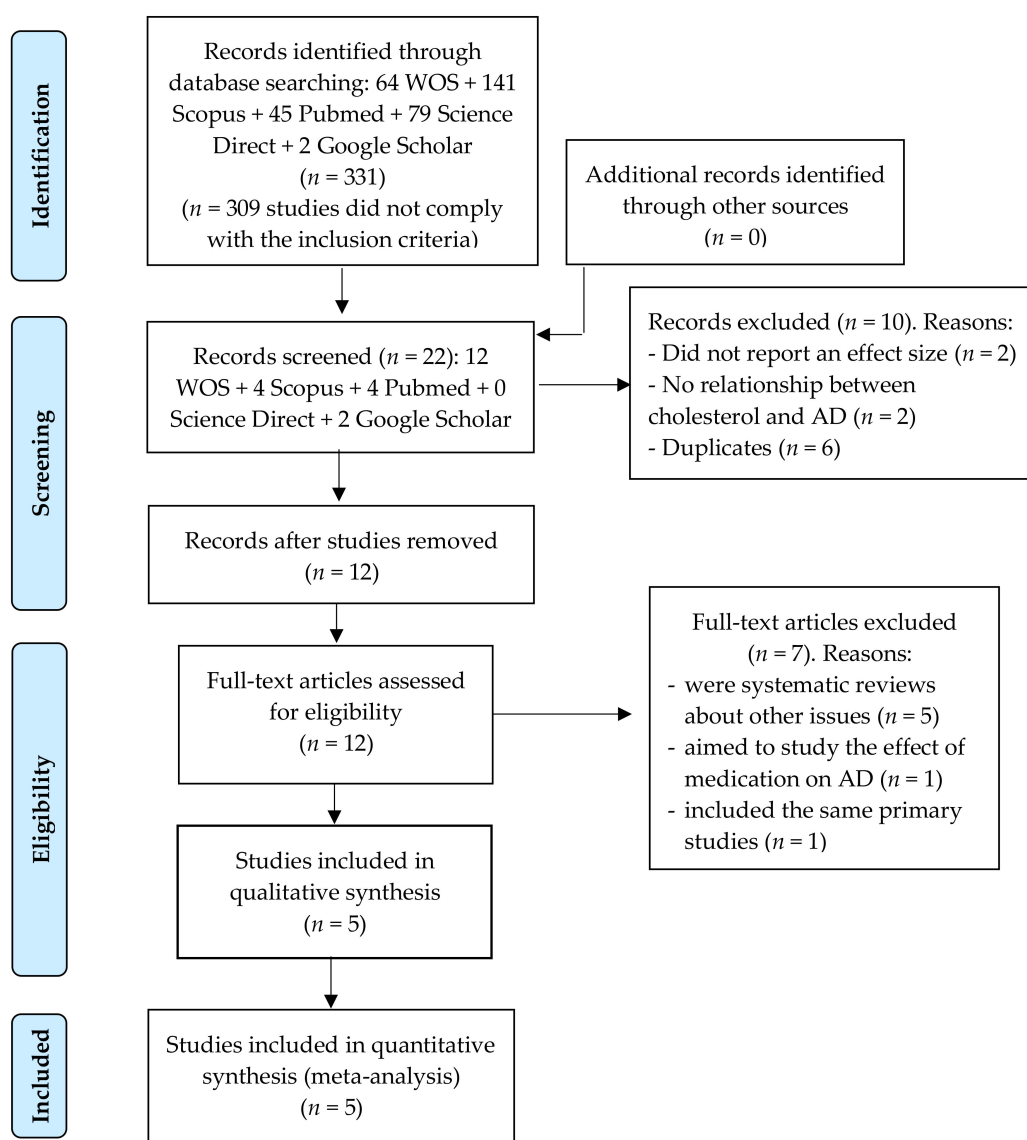 Identification
Records identified through
database searching: 64 WOS + 141
Scopus + 45 Pubmed + 79 Science
Direct + 2 Google Scholar
(n = 331)
(n = 309 studies did not comply
with the inclusion criteria)
Additional records identified
through other sources
(n = 0)
Screening
Records screened (n = 22): 12
WOS + 4 Scopus + 4 Pubmed + 0
Science Direct + 2 Google Scholar
Records excluded (n = 10). Reasons:
- Did not report an effect size (n = 2)
- No relationship between
cholesterol and AD (n = 2)
- Duplicates (n = 6)
Records after studies removed
(n = 12)
Eligibility
Full-text articles assessed
for eligibility
(n = 12)
Full-text articles excluded
(n = 7). Reasons:
- were systematic reviews
about other issues (n = 5)
- aimed to study the effect of
medication on AD (n = 1)
- included the same primary
studies (n = 1)
Studies included in
qualitative synthesis
(n = 5)
Included
Studies included in quantitative
synthesis (meta-analysis)
(n = 5)